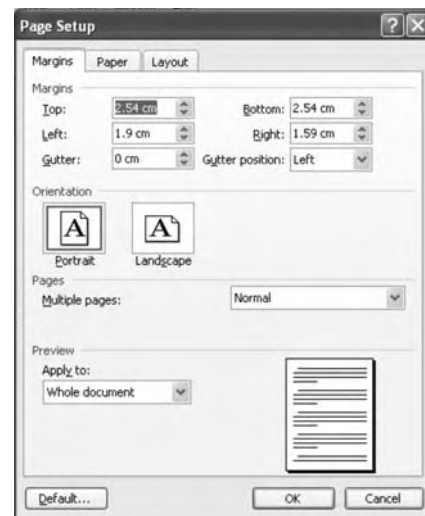 Page Setup
Margins Paper Layout
Margins
Top: 2.54 cm Bottom: 2.54 cm
Left: 1.9 cm Right: 1.59 cm
Gutter: 0 cm Gutter position: Left
Orientation
A A
Portrait Landscape
Pages
Multiple pages: Normal
Preview
Apply to:
Whole document
Default... OK Cancel